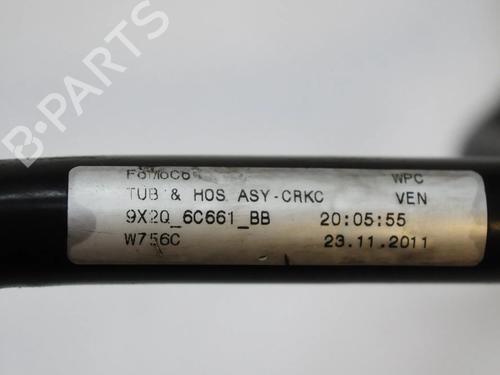 B-PARTS
WPC
TUB & HOS ASY-CRKC VEN
9X2Q_6C661_BB 20:05:55
W756C 23.11.2011